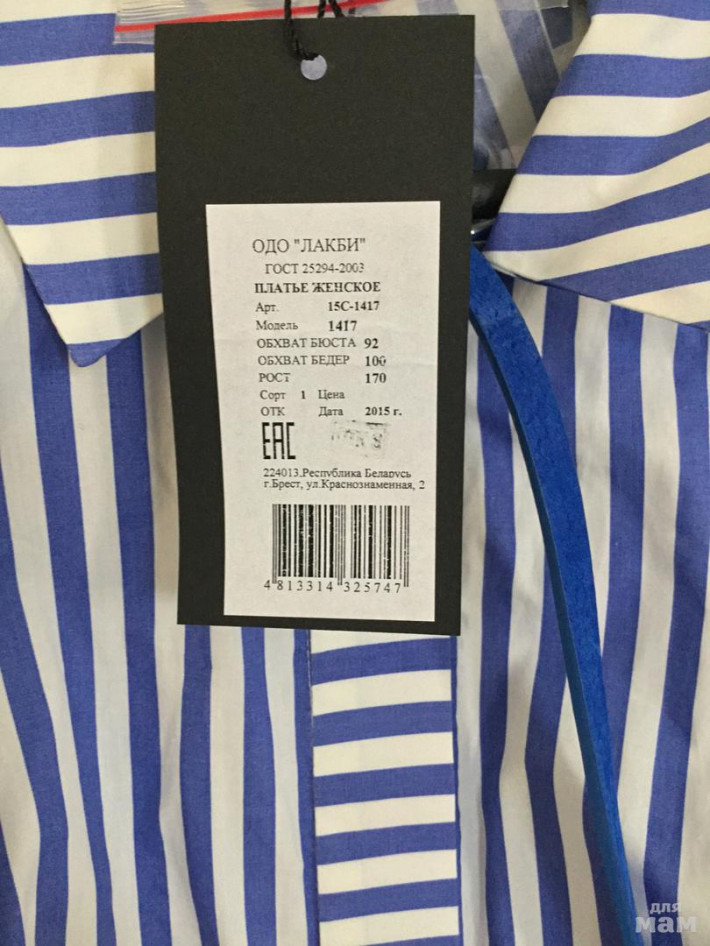 ОДО "ЛАКБИ"
ГОСТ 25294-2003
ПЛАТЬЕ ЖЕНСКОЕ
Арт. 15С-1417
Модель 1417
ОБХВАТ БЮСТА 92
ОБХВАТ БЕДЕР 100
РОСТ 170
Сорт 1 Цена
ОТК Дата 2015 г.
ЕАС
224013.Республика Беларусь
г.Брест, ул.Краснознаменная, 2
4 813314 325747
для
мам